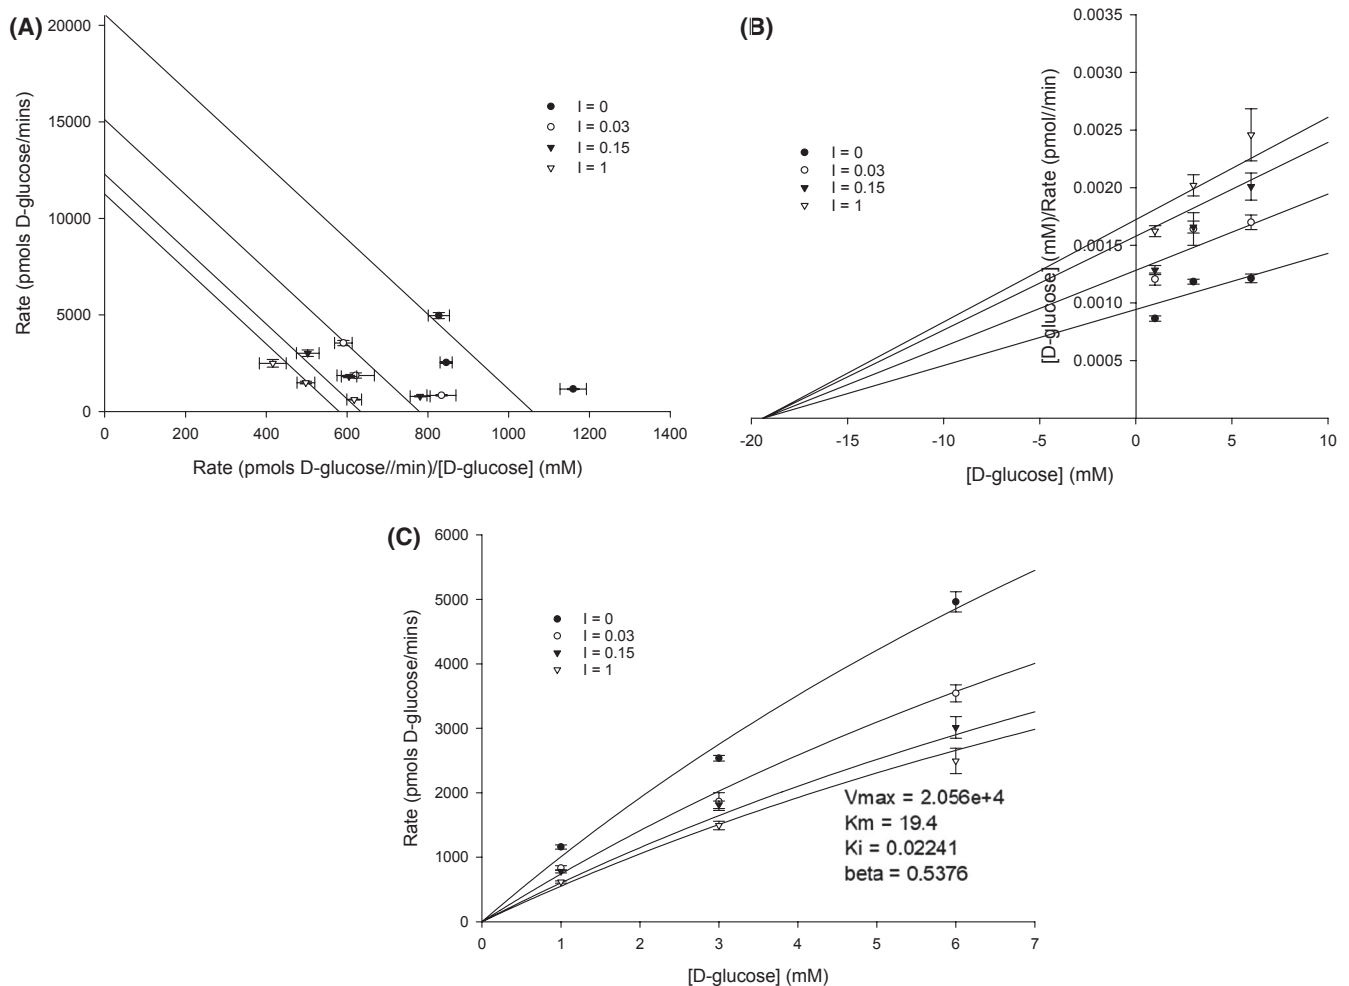 (A)
20000
15000
10000
5000
0
Rate (pmols D-glucose/mins)
I = 0
I = 0.03
I = 0.15
I = 1
0 200 400 600 800 1000 1200 1400
Rate (pmols D-glucose//min)/[D-glucose] (mM)
(B)
0.0035
0.0030
0.0025
0.0020
0.0015
0.0010
0.0005
[D-glucose] (mM)/Rate (pmol//min)
I = 0
I = 0.03
I = 0.15
I = 1
-20 -15 -10 -5 0 5 10
[D-glucose] (mM)
(C)
6000
5000
4000
3000
2000
1000
0
Rate (pmols D-glucose/mins)
I = 0
I = 0.03
I = 0.15
I = 1
Vmax = 2.056e+4
Km = 19.4
Ki = 0.02241
beta = 0.5376
0 1 2 3 4 5 6 7
[D-glucose] (mM)